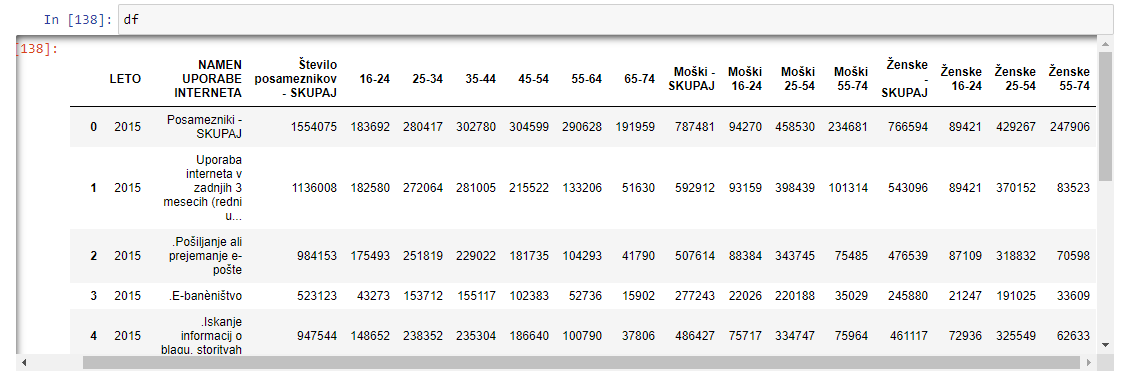 In [138]: df
[138]:
LETO NAMEN UPORABE INTERNETA Število posameznikov - SKUPAJ 16-24 25-34 35-44 45-54 55-64 65-74 Moški - SKUPAJ Moški 16-24 Moški 25-54 Moški 55-74 Ženske - SKUPAJ Ženske 16-24 Ženske 25-54 Ženske 55-74
0 2015 Posamezniki - SKUPAJ 1554075 183692 280417 302780 304599 290628 191959 787481 94270 458530 234681 766594 89421 429267 247906
1 2015 Uporaba interneta v zadnjih 3 mesecih (redni u... 1136008 182580 272064 281005 215522 133206 51630 592912 93159 398439 101314 543096 89421 370152 83523
2 2015 .Pošiljanje ali prejemanje e-pošte 984153 175493 251819 229022 181735 104293 41790 507614 88384 343745 75485 476539 87109 318832 70598
3 2015 .E-banèništvo 523123 43273 153712 155117 102383 52736 15902 277243 22026 220188 35029 245880 21247 191025 33609
4 2015 .Iskanje informacij o blagu, storitvah 947544 148652 238352 235304 186640 100790 37806 486427 75717 334747 75964 461117 72936 325549 62633